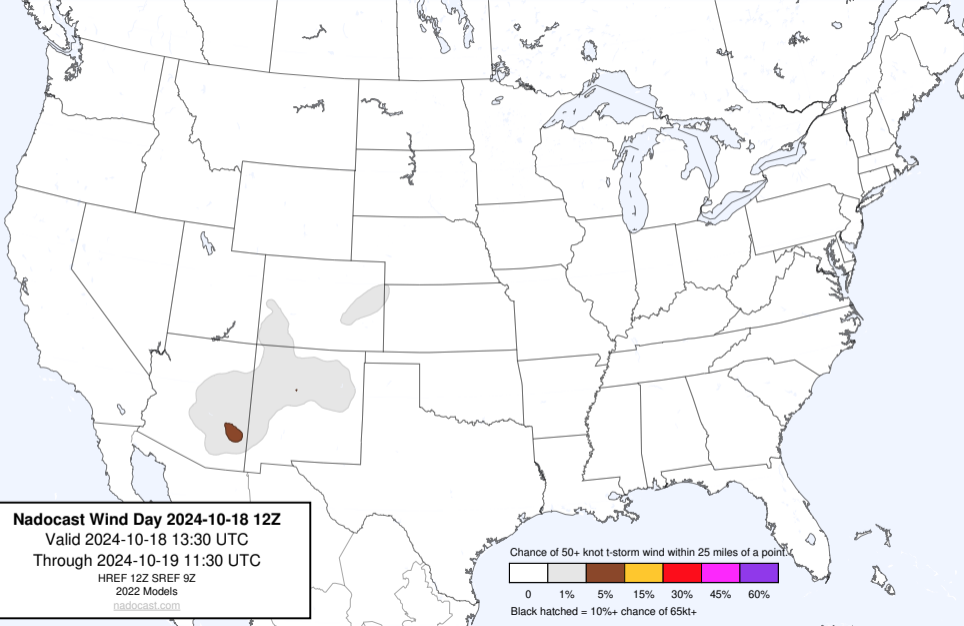 Nadocast Wind Day 2024-10-18 12Z
Valid 2024-10-18 13:30 UTC
Through 2024-10-19 11:30 UTC
HREF 12Z SREF 9Z
2022 Models
nadocast.com
Chance of 50+ knot t-storm wind within 25 miles of a point.
0 1% 5% 15% 30% 45% 60%
Black hatched = 10%+ chance of 65kt+